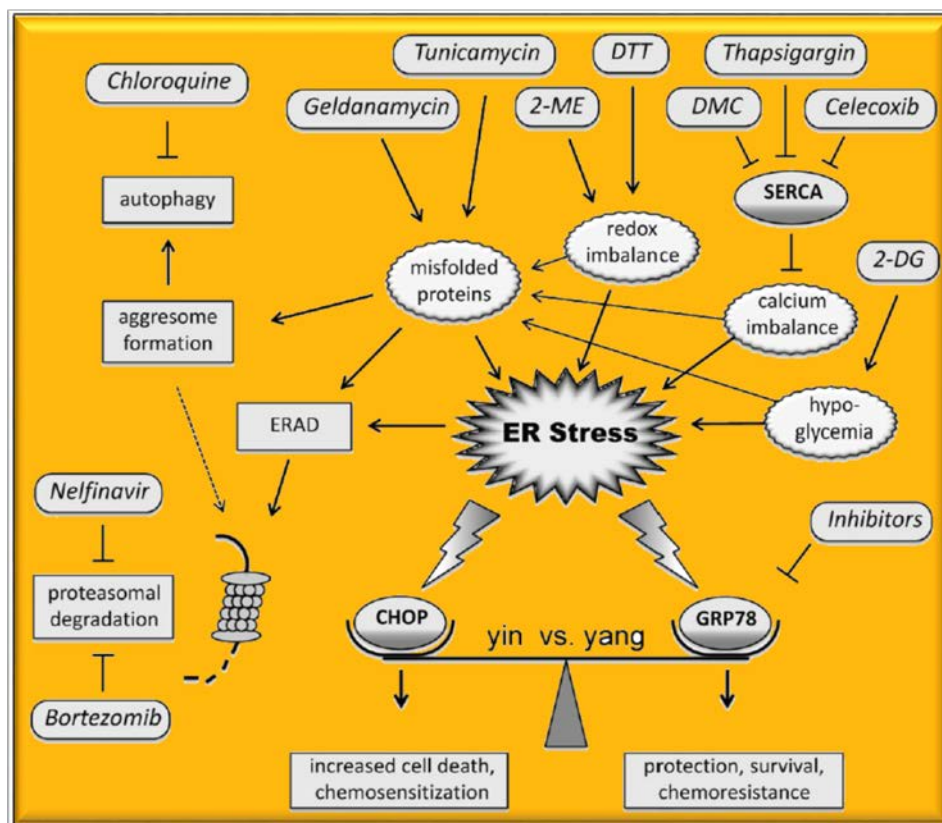 Tunicamycin
DTT
Thapsigargin
Chloroquine
Geldanamycin
2-ME
DMC
Celecoxib
autophagy
SERCA
redox
imbalance
2-DG
misfolded
proteins
aggresome
formation
calcium
imbalance
ERAD
ER Stress
hypo-
glycemia
Nelfinavir
Inhibitors
proteasomal
degradation
CHOP
GRP78
yin vs. yang
Bortezomib
increased cell death,
chemosensitization
protection, survival,
chemoresistance